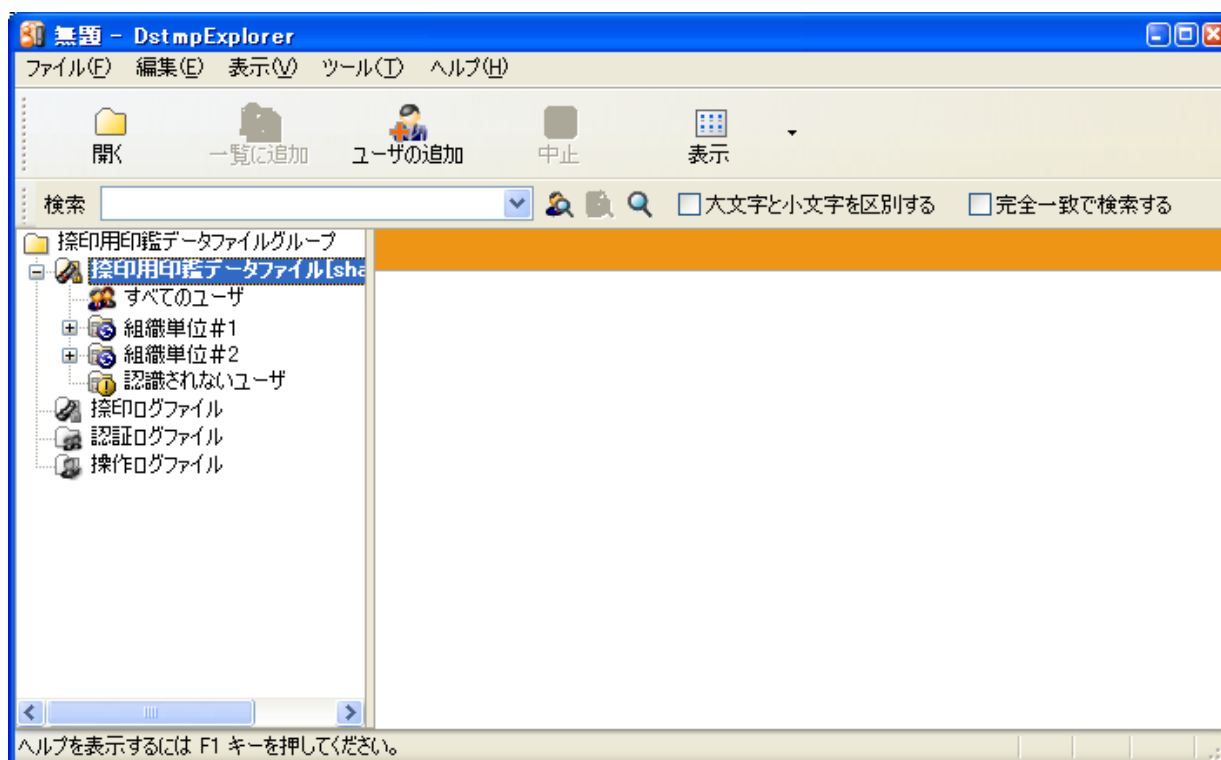 無題 - DstmpExplorer
ファイル(F) 編集(E) 表示(V) ツール(T) ヘルプ(H)
開く 一覧に追加 ユーザの追加 中止 表示
検索 大文字と小文字を区別する 完全一致で検索する
捺印用印鑑データファイルグループ
捺印用印鑑データファイル[sha
すべてのユーザ
組織単位#1
組織単位#2
認識されないユーザ
捺印ログファイル
認証ログファイル
操作ログファイル
ヘルプを表示するには F1 キーを押してください。